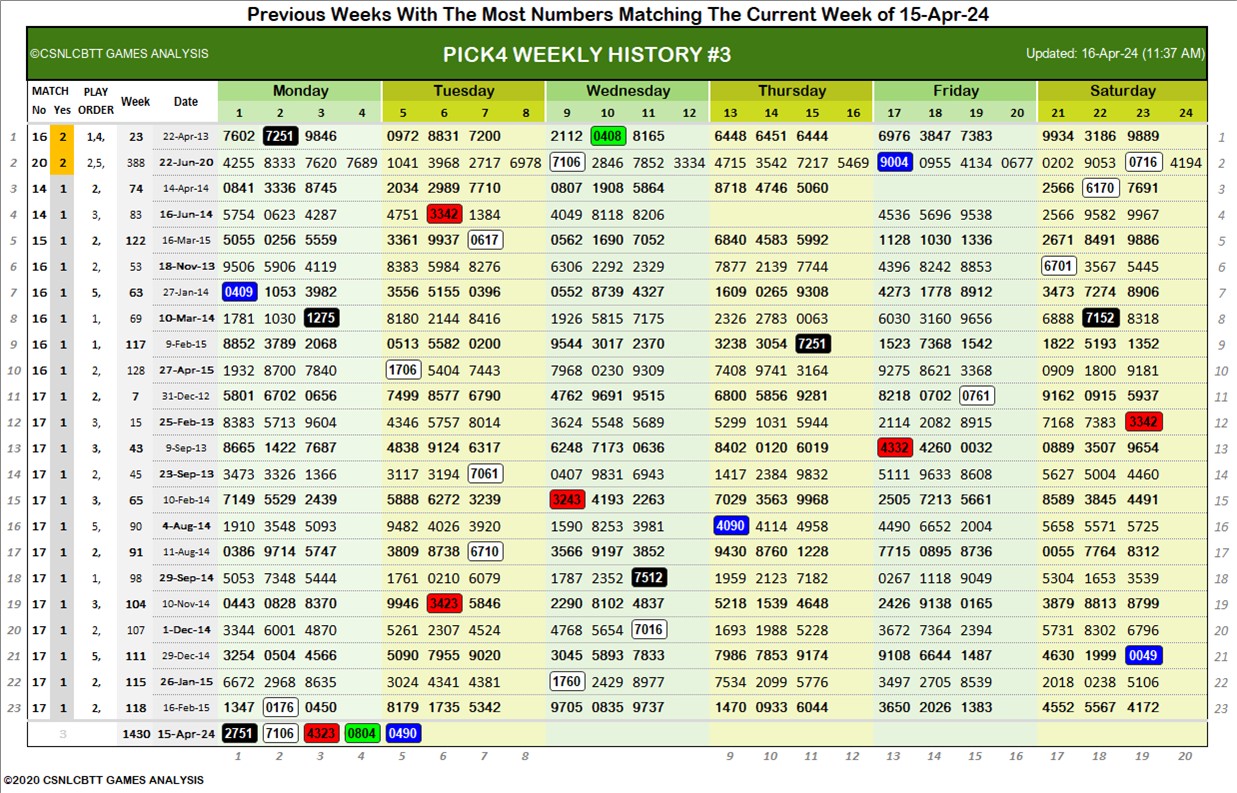 Previous Weeks With The Most Numbers Matching The Current Week of 15-Apr-24
©CSNLCBTT GAMES ANALYSIS PICK4 WEEKLY HISTORY #3 Updated: 16-Apr-24 (11:37 AM)
MATCH PLAY Week Date Monday Tuesday Wednesday Thursday Friday Saturday
No Yes ORDER 1 2 3 4 5 6 7 8 9 10 11 12 13 14 15 16 17 18 19 20 21 22 23 24
1 16 2 1,4, 23 22-Apr-13 7602 7251 9846 0972 8831 7200 2112 0408 8165 6448 6451 6444 6976 3847 7383 0934 3186 9889 1
2 20 2 2,5, 388 22-Jun-20 4255 8333 7620 7689 1041 3968 2717 6978 7106 2846 7852 3334 4715 3542 7217 5469 9004 0955 4134 0677 0202 9053 0716 4194 2
3 14 1 2, 74 14-Apr-14 0841 3336 8745 2034 2989 7710 0807 1908 5864 8718 4746 5060 2566 6170 7691 3
4 14 1 3, 83 16-Jun-14 5754 0623 4287 4751 3342 1384 4049 8118 8206 4536 5696 9538 2566 9582 9967 4
5 15 1 2, 122 16-Mar-15 5055 0256 5559 3361 9937 0617 0562 1690 7052 6840 4583 5992 1128 1030 1336 2671 8491 9886 5
6 16 1 2, 53 18-Nov-13 9506 5906 4119 8383 5984 8276 6306 2292 2329 7877 2139 7744 4396 8242 8853 6701 3567 5445 6
7 16 1 5, 63 27-Jan-14 0409 1053 3982 3556 5155 0396 0552 8739 4327 1609 0265 9308 4273 1778 8912 3473 7274 8906 7
8 16 1 1, 69 10-Mar-14 1781 1030 1275 8180 2144 8416 1926 5815 7175 2326 2783 0063 6030 3160 9656 6888 7152 8318 8
9 16 1 1, 117 9-Feb-15 8852 3789 2068 0513 5582 0200 9544 3017 2370 3238 3054 7251 1523 7368 1542 1822 5193 1352 9
10 16 1 2, 128 27-Apr-15 1932 8700 7840 1706 5404 7443 7968 0230 9309 7408 9741 3164 9275 8621 3368 0909 1800 9181 10
11 17 1 2, 7 31-Dec-12 5801 6702 0656 7499 8577 6790 4762 9691 9515 6800 5856 9281 8218 0702 0761 9162 0915 5937 11
12 17 1 3, 15 25-Feb-13 8383 5713 9604 4346 5757 8014 3624 5548 5689 5299 1031 5944 2114 2082 8915 7168 7383 3342 12
13 17 1 3, 43 9-Sep-13 8665 1422 7687 4838 9124 6317 6248 7173 0636 8402 0120 6019 4332 4260 0032 0889 3507 9654 13
14 17 1 2, 45 23-Sep-13 3473 3326 1366 3117 3194 7061 0407 9831 6943 1417 2384 9832 5111 9633 8608 5627 5004 4460 14
15 17 1 3, 65 10-Feb-14 7149 5529 2439 5888 6272 3239 3243 4193 2263 7029 3563 9968 2505 7213 5661 8589 3845 4491 15
16 17 1 5, 90 4-Aug-14 1910 3548 5093 9482 4026 3920 1590 8253 3981 4090 4114 4958 4490 6652 2004 5658 5571 5725 16
17 17 1 2, 91 11-Aug-14 0386 9714 5747 3809 8738 6710 3566 9197 3852 9430 8760 1228 7715 0895 8736 0055 7764 8312 17
18 17 1 1, 98 29-Sep-14 5053 7348 5444 1761 0210 6079 1787 2352 7512 1959 2123 7182 0267 1118 9049 5304 1653 3539 18
19 17 1 3, 104 10-Nov-14 0443 0828 8370 9946 3423 5846 2290 8102 4837 5218 1539 4648 2426 9138 0165 3879 8813 8799 19
20 17 1 2, 107 1-Dec-14 3344 6001 4870 5261 2307 4524 4768 5654 7016 1693 1988 5228 3672 7364 2394 5731 8302 6796 20
21 17 1 5, 111 29-Dec-14 3254 0504 4566 5090 7955 9020 3045 5893 7833 7986 7853 9174 9108 6644 1487 4630 1999 0049 21
22 17 1 2, 115 26-Jan-15 6672 2968 8635 3024 4341 4381 1760 2429 8977 7534 2099 5776 3497 2705 8539 2018 0238 5106 22
23 17 1 2, 118 16-Feb-15 1347 0176 0450 8179 1735 5342 9705 0835 9737 1470 0933 6044 3650 2026 1383 4552 5567 4172 23
3 1430 15-Apr-24 2751 7106 4323 0804 0490
1 2 3 4 5 6 7 8 9 10 11 12 13 14 15 16 17 18 19 20
©2020 CSNLCBTT GAMES ANALYSIS